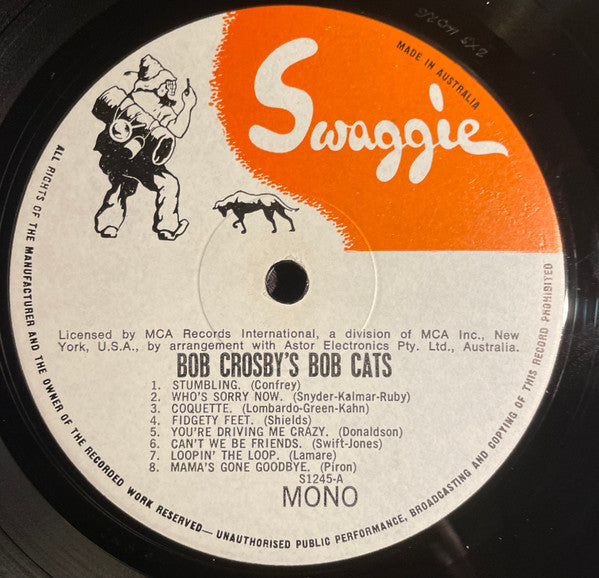 Swaggie
MADE IN AUSTRALIA
Licensed by MCA Records International, a division of MCA Inc., New
York, U.S.A., by arrangement with Astor Electronics Pty. Ltd., Australia.
BOB CROSBY'S BOB CATS
1. STUMBLING. (Confrey)
2. WHO'S SORRY NOW. (Snyder-Kalmar-Ruby)
3. COQUETTE. (Lombardo-Green-Kahn)
4. FIDGETY FEET. (Shields)
5. YOU'RE DRIVING ME CRAZY. (Donaldson)
6. CAN'T WE BE FRIENDS. (Swift-Jones)
7. LOOPIN' THE LOOP. (Lamare)
8. MAMA'S GONE GOODBYE. (Piron)
S1245-A
MONO
ALL RIGHTS OF THE MANUFACTURER AND THE OWNER OF THE RECORDED WORK RESERVED— UNAUTHORISED PUBLIC PERFORMANCE, BROADCASTING AND COPYING OF THIS RECORD PROHIBITED